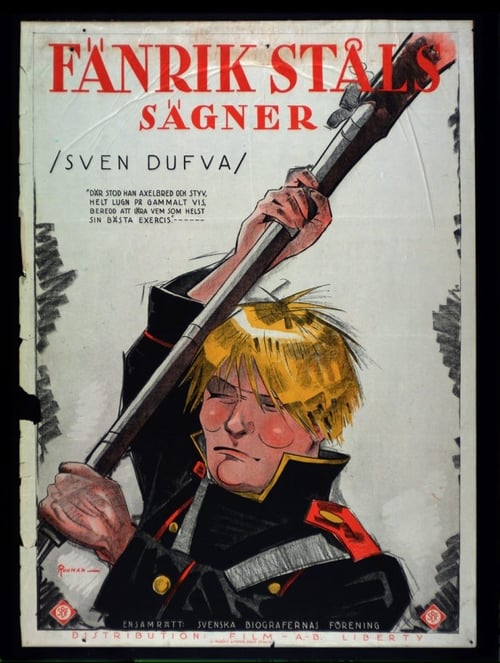 FÄNRIK STÅLS
SÄGNER
/SVEN DUFVA/
"DÄR STOD HAN AXELBRED OCH STYV,
HELT LUGN PÅ GAMMALT VIS,
BEREDD ATT LÄRA VEM SOM HELST
SIN BÄSTA EXERCIS."------
ROHMAN
ENSAMRÄTT: SVENSKA BIOGRAFERNAS FÖRENING
DISTRIBUTION: FILM-A-B. LIBERTY